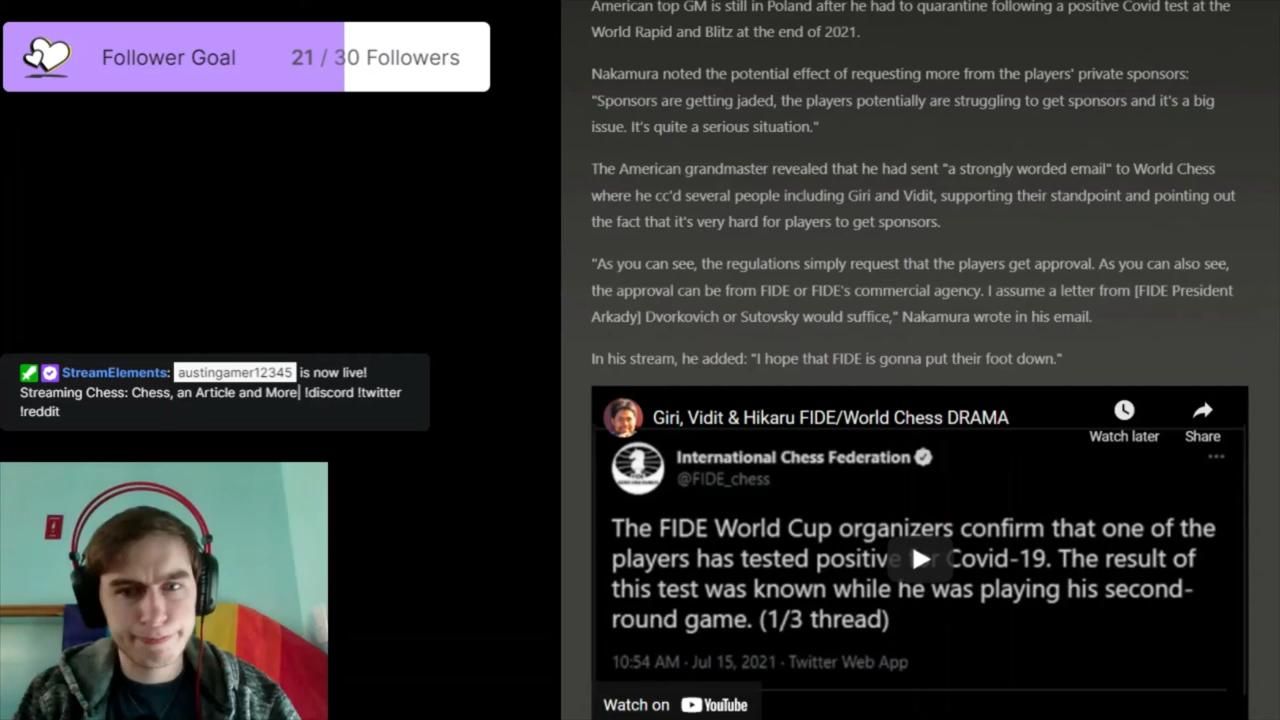 Follower Goal 21 / 30 Followers
StreamElements: austingamer12345 is now live!
Streaming Chess: Chess, an Article and More| !discord !twitter
!reddit
American top GM is still in Poland after he had to quarantine following a positive Covid test at the
World Rapid and Blitz at the end of 2021.
Nakamura noted the potential effect of requesting more from the players' private sponsors:
"Sponsors are getting jaded, the players potentially are struggling to get sponsors and it's a big
issue. It's quite a serious situation."
The American grandmaster revealed that he had sent "a strongly worded email" to World Chess
where he cc'd several people including Giri and Vidit, supporting their standpoint and pointing out
the fact that it's very hard for players to get sponsors.
"As you can see, the regulations simply request that the players get approval. As you can also see,
the approval can be from FIDE or FIDE's commercial agency. I assume a letter from [FIDE President
Arkady] Dvorkovich or Sutovsky would suffice," Nakamura wrote in his email.
In his stream, he added: "I hope that FIDE is gonna put their foot down."
Giri, Vidit & Hikaru FIDE/World Chess DRAMA
Watch later Share
International Chess Federation
@FIDE_chess
The FIDE World Cup organizers confirm that one of the
players has tested positive Covid-19. The result of
this test was known while he was playing his second-
round game. (1/3 thread)
10:54 AM · Jul 15, 2021 · Twitter Web App
Watch on YouTube